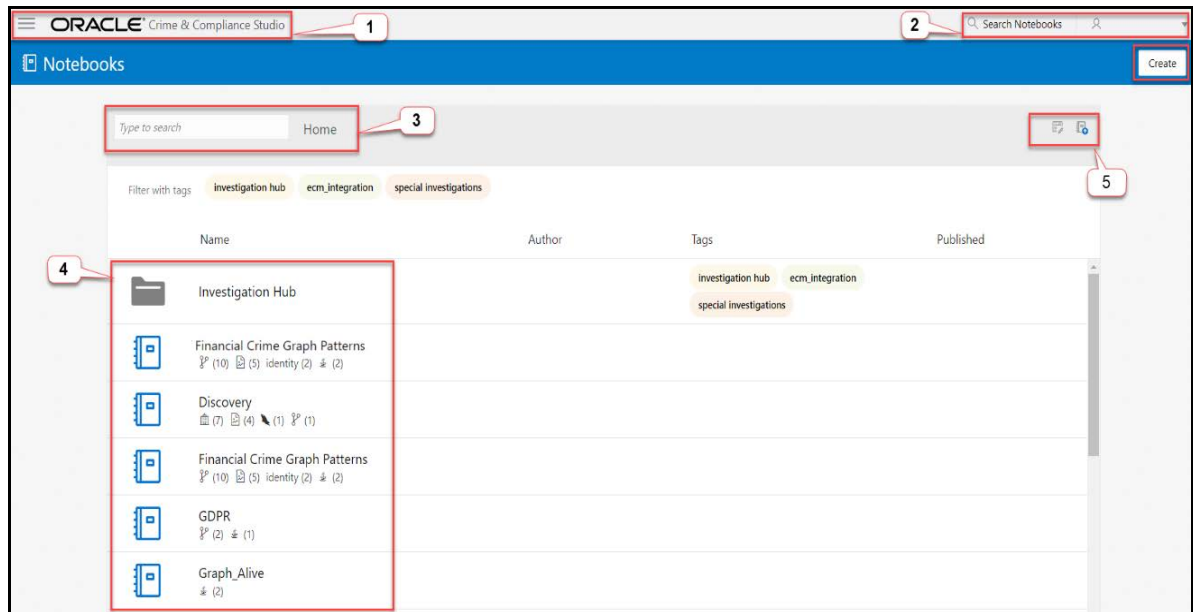 ORACLE® Crime & Compliance Studio
1
2
Search Notebooks
Notebooks
Create
Type to search
Home
3
5
Filter with tags investigation hub ecm_integration special investigations
Name Author Tags Published
4
Investigation Hub
investigation hub ecm_integration
special investigations
Financial Crime Graph Patterns
(10) (5) identity (2) (2)
Discovery
(7) (4) (1) (1)
Financial Crime Graph Patterns
(10) (5) identity (2) (2)
GDPR
(2) (1)
Graph_Alive
(2)